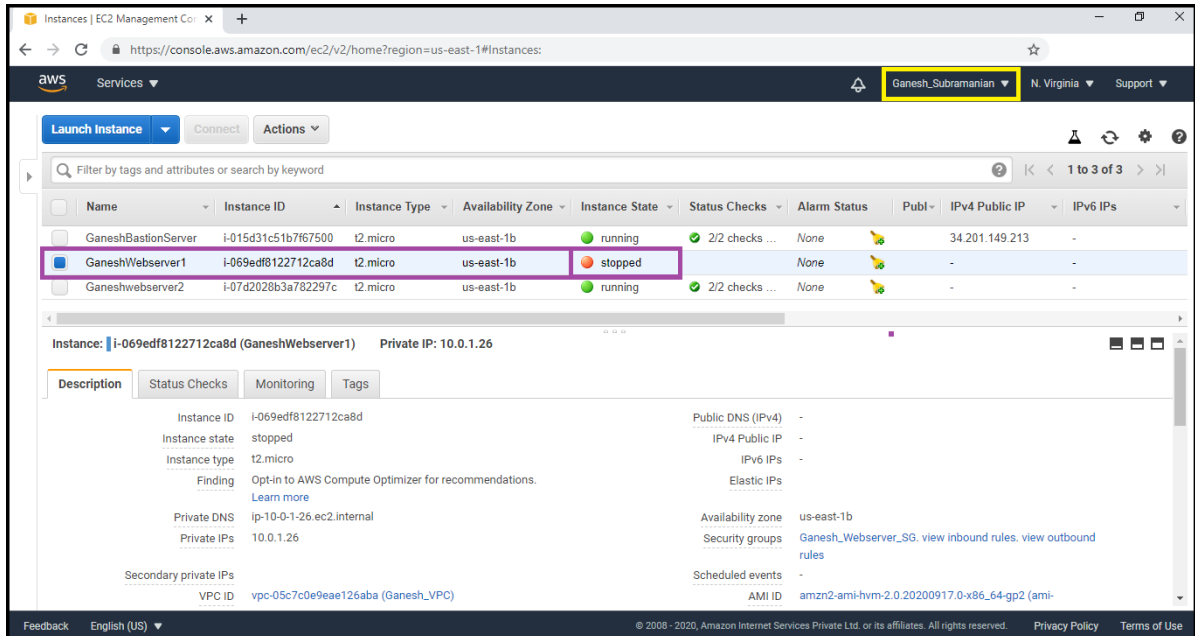 Instances | EC2 Management Con
https://console.aws.amazon.com/ec2/v2/home?region=us-east-1#Instances:
aws Services Ganesh_Subramanian N. Virginia Support
Launch Instance Connect Actions
Filter by tags and attributes or search by keyword 1 to 3 of 3
Name Instance ID Instance Type Availability Zone Instance State Status Checks Alarm Status Publ IPv4 Public IP IPv6 IPs
GaneshBastionServer i-015d31c51b7f67500 t2.micro us-east-1b running 2/2 checks ... None 34.201.149.213 -
GaneshWebserver1 i-069edf8122712ca8d t2.micro us-east-1b stopped None - -
Ganeshwebserver2 i-07d2028b3a782297c t2.micro us-east-1b running 2/2 checks ... None - -
Instance: i-069edf8122712ca8d (GaneshWebserver1) Private IP: 10.0.1.26
Description Status Checks Monitoring Tags
Instance ID i-069edf8122712ca8d Public DNS (IPv4) -
Instance state stopped IPv4 Public IP -
Instance type t2.micro IPv6 IPs -
Finding Opt-in to AWS Compute Optimizer for recommendations. Elastic IPs
Learn more
Private DNS ip-10-0-1-26.ec2.internal Availability zone us-east-1b
Private IPs 10.0.1.26 Security groups Ganesh_Webserver_SG. view inbound rules. view outbound
rules
Secondary private IPs Scheduled events -
VPC ID vpc-05c7c0e9eae126aba (Ganesh_VPC) AMI ID amzn2-ami-hvm-2.0.20200917.0-x86_64-gp2 (ami-
Feedback English (US) © 2008 - 2020, Amazon Internet Services Private Ltd. or its affiliates. All rights reserved. Privacy Policy Terms of Use